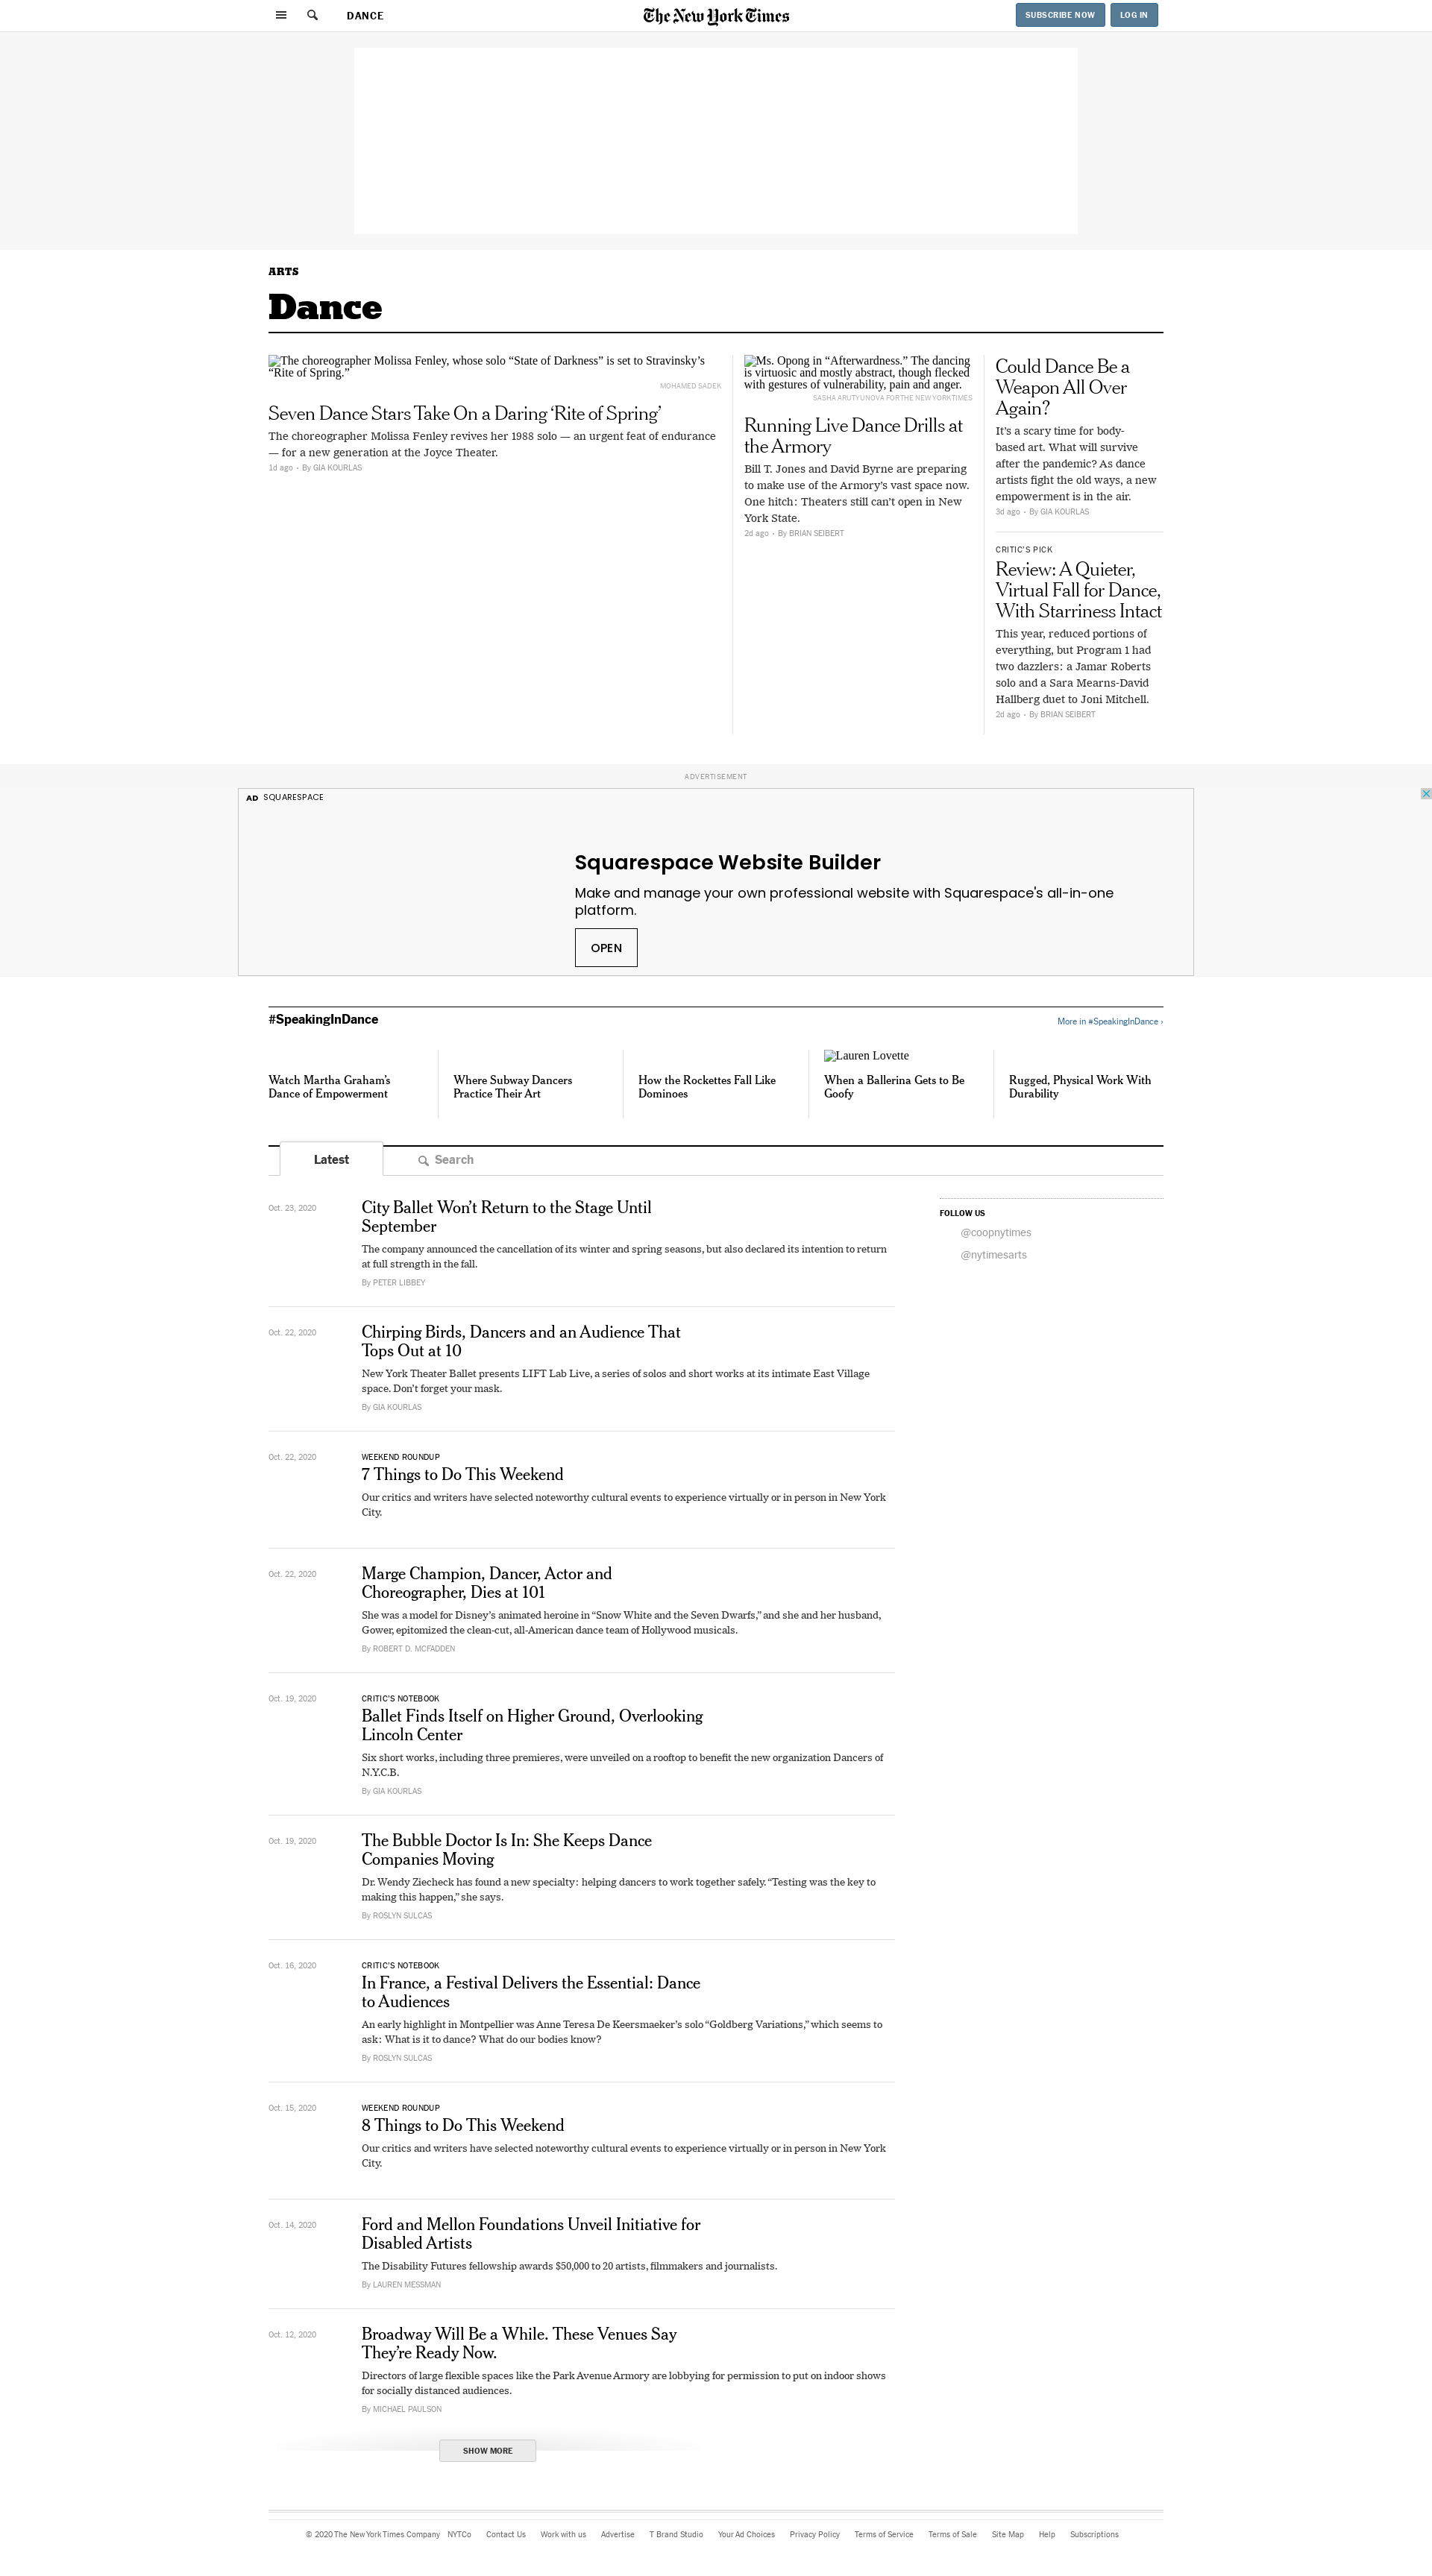 DANCE
The New York Times
SUBSCRIBE NOW
LOG IN
ARTS
Dance
The choreographer Molissa Fenley, whose solo “State of Darkness” is set to Stravinsky’s
“Rite of Spring.”
MOHAMED SADEK
Seven Dance Stars Take On a Daring ‘Rite of Spring’
The choreographer Molissa Fenley revives her 1988 solo — an urgent feat of endurance
— for a new generation at the Joyce Theater.
1d ago • By GIA KOURLAS
Ms. Opong in “Afterwardness.” The dancing
is virtuosic and mostly abstract, though flecked
with gestures of vulnerability, pain and anger.
SASHA ARUTYUNOVA FOR THE NEW YORK TIMES
Running Live Dance Drills at
the Armory
Bill T. Jones and David Byrne are preparing
to make use of the Armory’s vast space now.
One hitch: Theaters still can’t open in New
York State.
2d ago • By BRIAN SEIBERT
Could Dance Be a
Weapon All Over
Again?
It’s a scary time for body-
based art. What will survive
after the pandemic? As dance
artists fight the old ways, a new
empowerment is in the air.
3d ago • By GIA KOURLAS
CRITIC’S PICK
Review: A Quieter,
Virtual Fall for Dance,
With Starriness Intact
This year, reduced portions of
everything, but Program 1 had
two dazzlers: a Jamar Roberts
solo and a Sara Mearns-David
Hallberg duet to Joni Mitchell.
2d ago • By BRIAN SEIBERT
ADVERTISEMENT
AD SQUARESPACE
Squarespace Website Builder
Make and manage your own professional website with Squarespace's all-in-one
platform.
OPEN
#SpeakingInDance
More in #SpeakingInDance ›
Watch Martha Graham’s
Dance of Empowerment
Where Subway Dancers
Practice Their Art
How the Rockettes Fall Like
Dominoes
Lauren Lovette
When a Ballerina Gets to Be
Goofy
Rugged, Physical Work With
Durability
Latest
Search
Oct. 23, 2020
City Ballet Won’t Return to the Stage Until
September
The company announced the cancellation of its winter and spring seasons, but also declared its intention to return
at full strength in the fall.
By PETER LIBBEY
FOLLOW US
@coopnytimes
@nytimesarts
Oct. 22, 2020
Chirping Birds, Dancers and an Audience That
Tops Out at 10
New York Theater Ballet presents LIFT Lab Live, a series of solos and short works at its intimate East Village
space. Don’t forget your mask.
By GIA KOURLAS
Oct. 22, 2020
WEEKEND ROUNDUP
7 Things to Do This Weekend
Our critics and writers have selected noteworthy cultural events to experience virtually or in person in New York
City.
Oct. 22, 2020
Marge Champion, Dancer, Actor and
Choreographer, Dies at 101
She was a model for Disney’s animated heroine in “Snow White and the Seven Dwarfs,” and she and her husband,
Gower, epitomized the clean-cut, all-American dance team of Hollywood musicals.
By ROBERT D. MCFADDEN
Oct. 19, 2020
CRITIC’S NOTEBOOK
Ballet Finds Itself on Higher Ground, Overlooking
Lincoln Center
Six short works, including three premieres, were unveiled on a rooftop to benefit the new organization Dancers of
N.Y.C.B.
By GIA KOURLAS
Oct. 19, 2020
The Bubble Doctor Is In: She Keeps Dance
Companies Moving
Dr. Wendy Ziecheck has found a new specialty: helping dancers to work together safely. “Testing was the key to
making this happen,” she says.
By ROSLYN SULCAS
Oct. 16, 2020
CRITIC’S NOTEBOOK
In France, a Festival Delivers the Essential: Dance
to Audiences
An early highlight in Montpellier was Anne Teresa De Keersmaeker’s solo “Goldberg Variations,” which seems to
ask: What is it to dance? What do our bodies know?
By ROSLYN SULCAS
Oct. 15, 2020
WEEKEND ROUNDUP
8 Things to Do This Weekend
Our critics and writers have selected noteworthy cultural events to experience virtually or in person in New York
City.
Oct. 14, 2020
Ford and Mellon Foundations Unveil Initiative for
Disabled Artists
The Disability Futures fellowship awards $50,000 to 20 artists, filmmakers and journalists.
By LAUREN MESSMAN
Oct. 12, 2020
Broadway Will Be a While. These Venues Say
They’re Ready Now.
Directors of large flexible spaces like the Park Avenue Armory are lobbying for permission to put on indoor shows
for socially distanced audiences.
By MICHAEL PAULSON
SHOW MORE
© 2020 The New York Times Company NYTCo Contact Us Work with us Advertise T Brand Studio Your Ad Choices Privacy Policy Terms of Service Terms of Sale Site Map Help Subscriptions